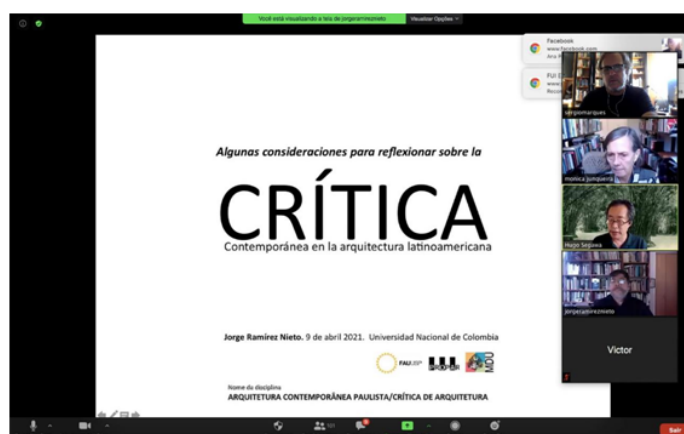 Você está visualizando a tela de jorgeramireznieto
Visualizar Opções
Facebook
www.facebook.com
sergiomarques
monica junqueira
Hugo Segawa
jorgeramireznieto
Victor
Algunas consideraciones para reflexionar sobre la
CRÍTICA
Contemporánea en la arquitectura latinoamericana
Jorge Ramírez Nieto. 9 de abril 2021. Universidad Nacional de Colombia
FAUUSP
MDU
Nome da disciplina
ARQUITETURA CONTEMPORÂNEA PAULISTA/CRÍTICA DE ARQUITETURA
Sair